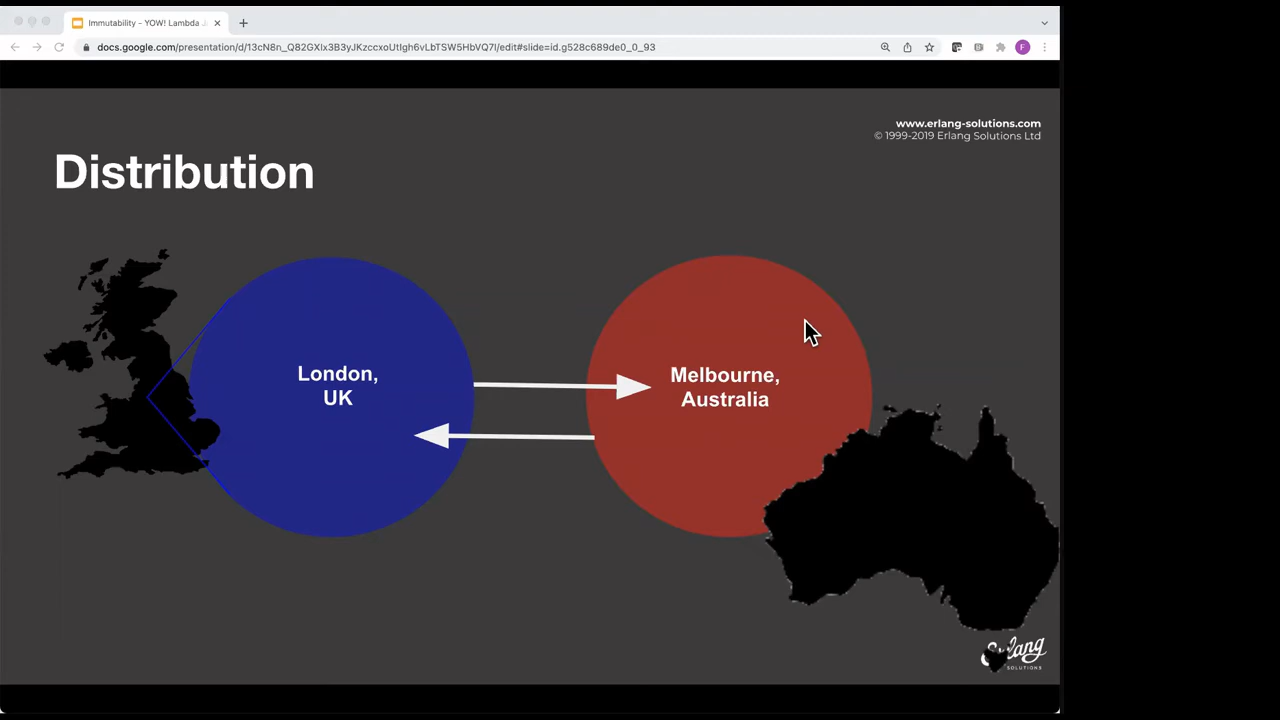 Immutability - YOW! Lambda J
docs.google.com/presentation/d/13cN8n_Q82GXIx3B3yJKzccxoUtIgh6vLbTSW5HbVQ7I/edit#slide=id.g528c689de0_0_93
F
www.erlang-solutions.com
© 1999-2019 Erlang Solutions Ltd
Distribution
London,
UK
Melbourne,
Australia
Erlang
SOLUTIONS